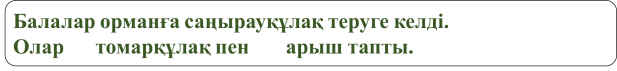 Балалар орманға саңырауқұлақ теруге келді.
Олар томарқұлақ пен арыш тапты.